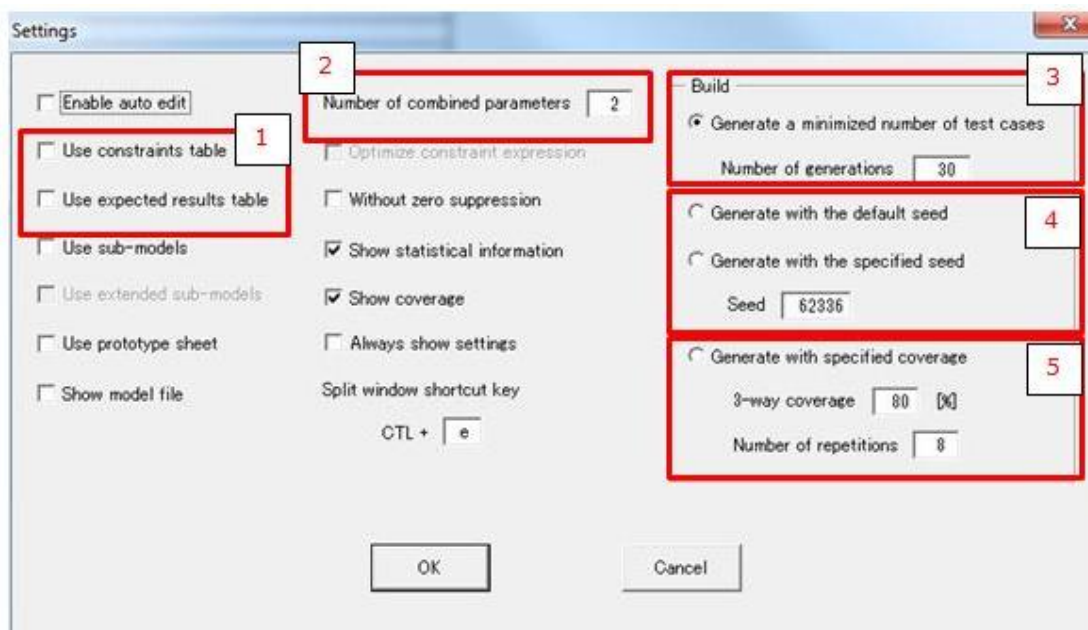 Settings
Enable auto edit
1
Use constraints table
Use expected results table
Use sub-models
Use extended sub-models
Use prototype sheet
Show model file
2
Number of combined parameters 2
Optimize constraint expression
Without zero suppression
Show statistical information
Show coverage
Always show settings
Split window shortcut key
CTL + e
3
Build
Generate a minimized number of test cases
Number of generations 30
4
Generate with the default seed
Generate with the specified seed
Seed 62336
5
Generate with specified coverage
3-way coverage 80 [%]
Number of repetitions 8
OK
Cancel